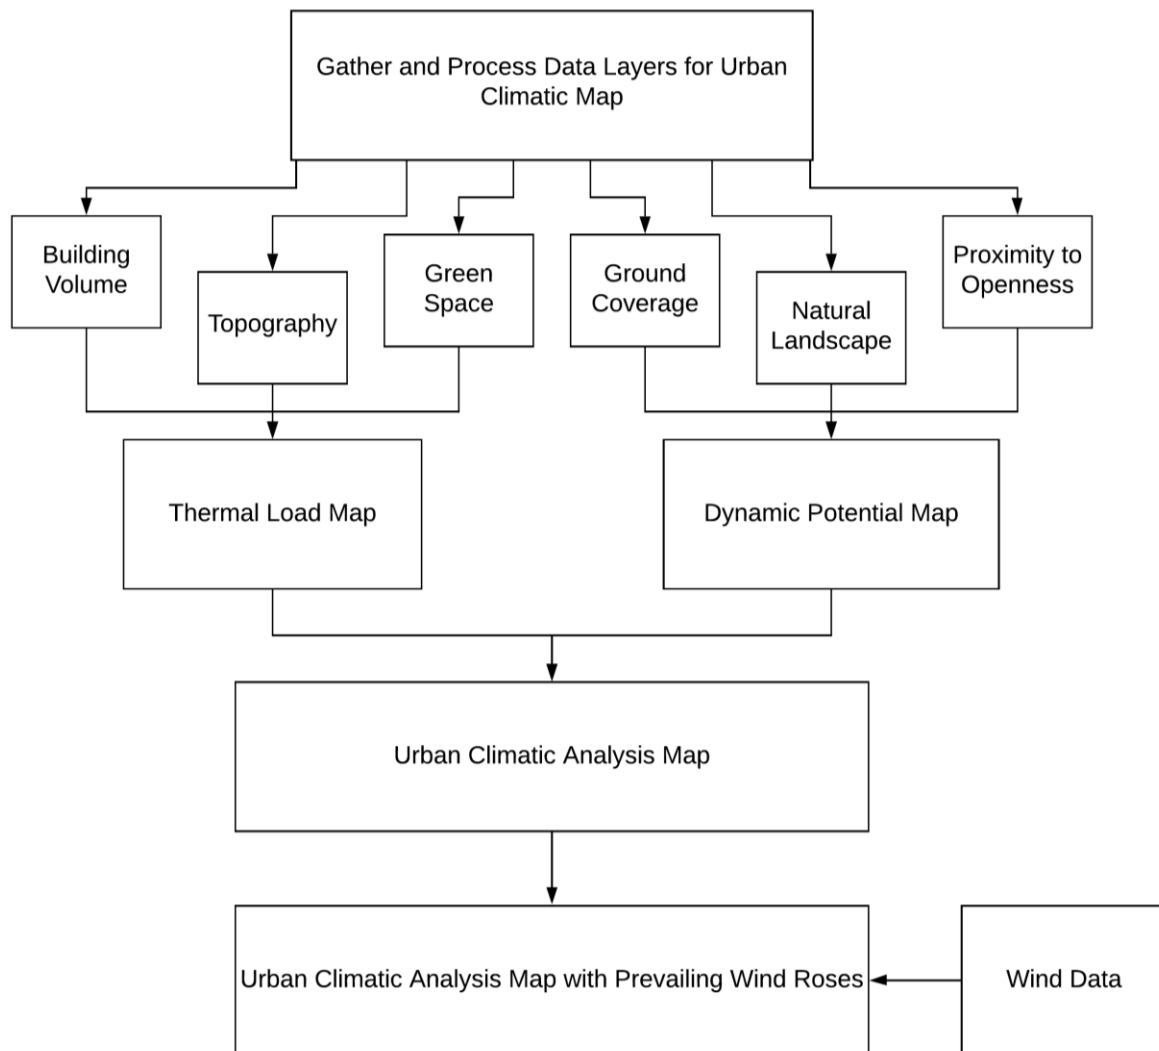 Gather and Process Data Layers for Urban
Climatic Map
Building
Volume
Topography
Green
Space
Ground
Coverage
Natural
Landscape
Proximity to
Openness
Thermal Load Map
Dynamic Potential Map
Urban Climatic Analysis Map
Urban Climatic Analysis Map with Prevailing Wind Roses
Wind Data